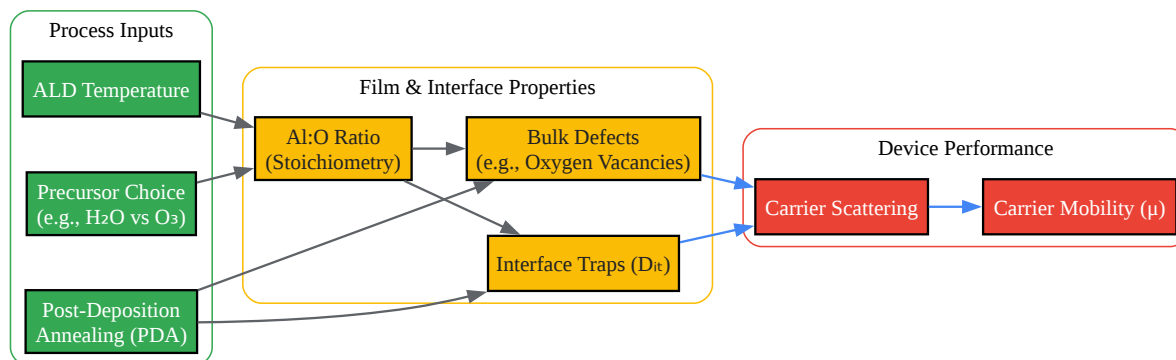 Process Inputs
ALD Temperature
Precursor Choice
(e.g., H₂O vs O₃)
Post-Deposition
Annealing (PDA)
Film & Interface Properties
Al:O Ratio
(Stoichiometry)
Bulk Defects
(e.g., Oxygen Vacancies)
Interface Traps (Dᵢₜ)
Device Performance
Carrier Scattering
Carrier Mobility (μ)